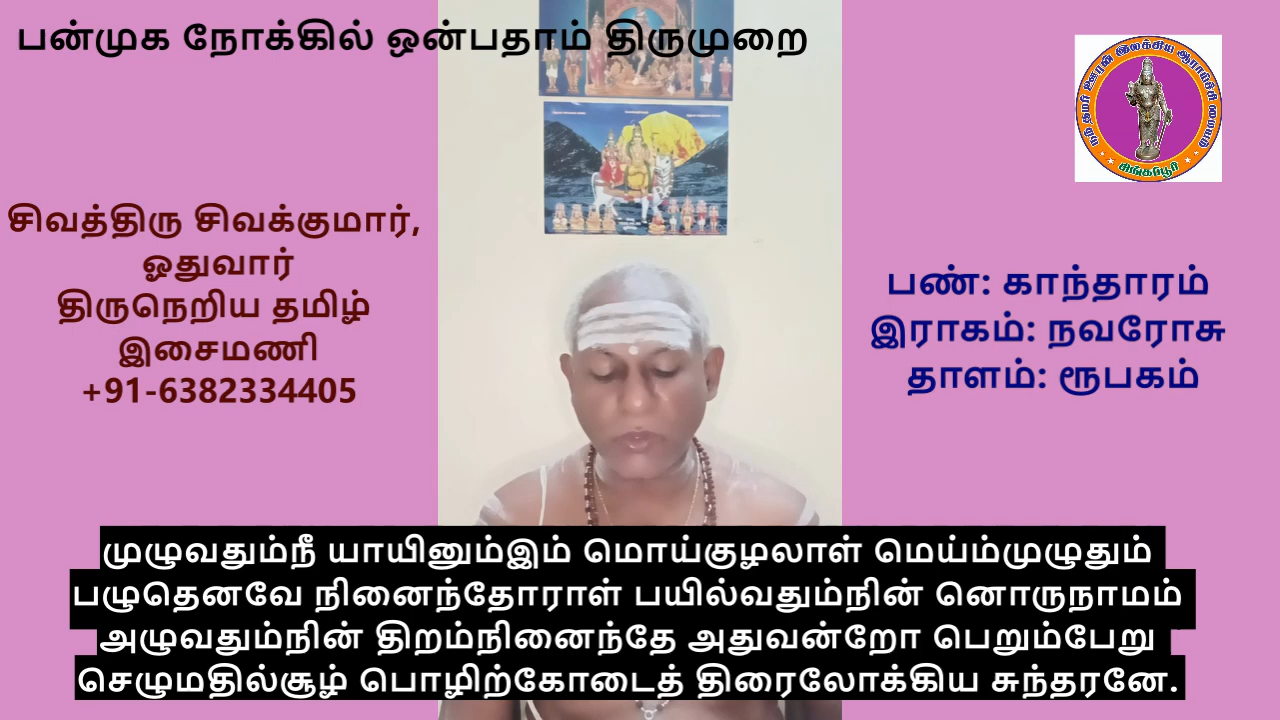 பன்முக நோக்கில் ஒன்பதாம் திருமுறை
சிவத்திரு சிவக்குமார்,
ஓதுவார்
திருநெறிய தமிழ்
இசைமணி
+91-6382334405
பண்: காந்தாரம்
இராகம்: நவரோசு
தாளம்: ரூபகம்
சிங்கப்பூர்
முழுவதும்நீ யாயினும்இம் மொய்குழலாள் மெய்ம்முழுதும்
பழுதெனவே நினைந்தோராள் பயில்வதும்நின் னொருநாமம்
அழுவதும்நின் திறம்நினைந்தே அதுவன்றோ பெறும்பேறு
செழுமதில்சூழ் பொழிற்கோடைத் திரைலோக்கிய சுந்தரனே.